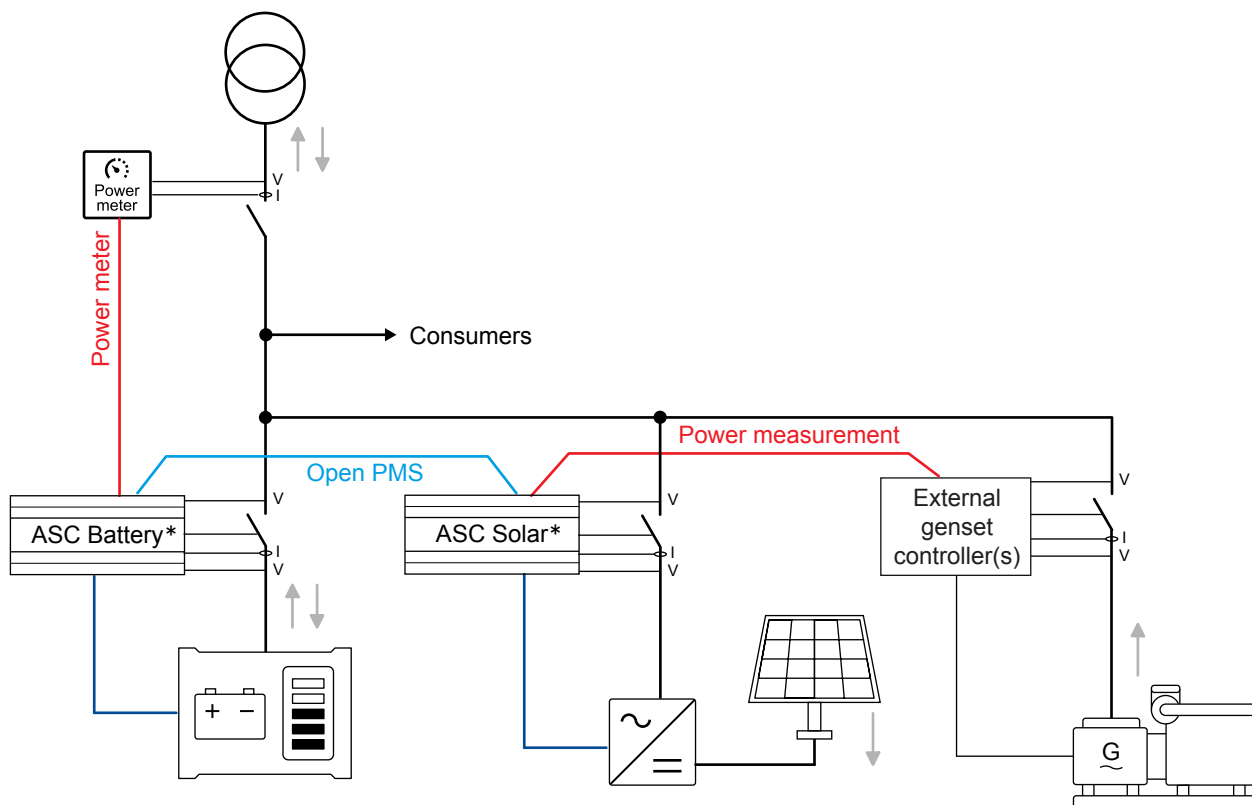 V
I
Power
meter
Power meter
Consumers
Power measurement
Open PMS
V
ASC Battery*
I
V
V
ASC Solar*
I
V
External
genset
controller(s)
V
I
V
+ −
G